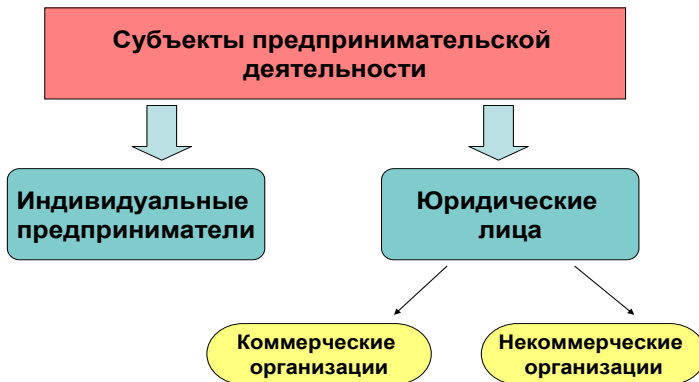 Субъекты предпринимательской
деятельности
Индивидуальные
предприниматели
Юридические
лица
Коммерческие
организации
Некоммерческие
организации